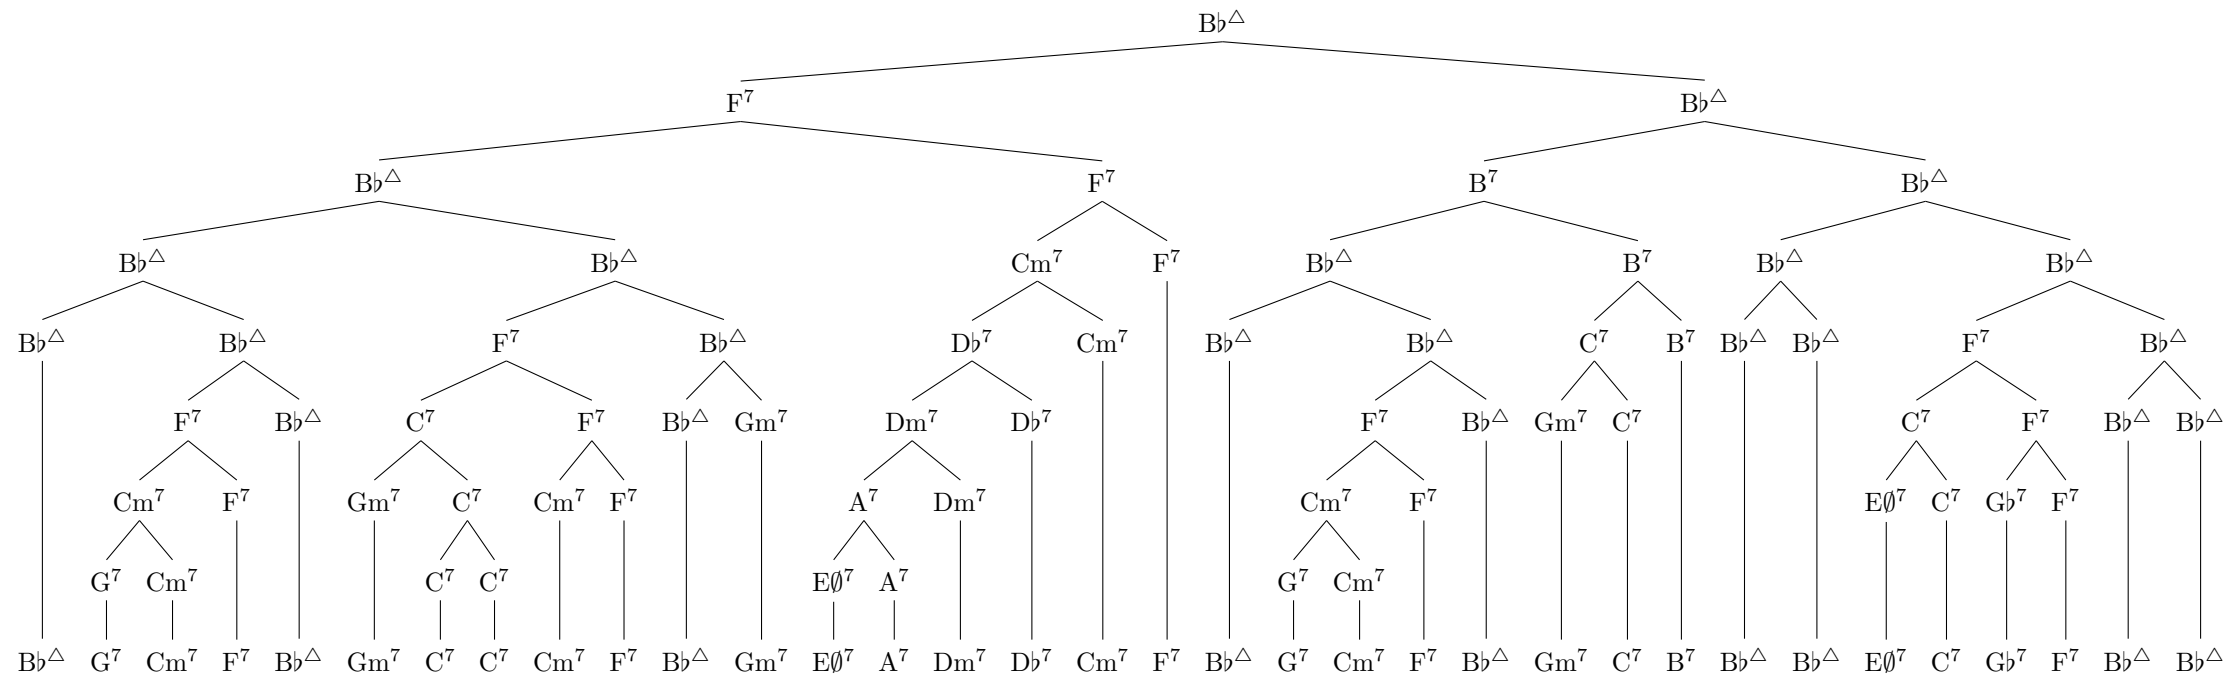 B♭△
F⁷ B♭△
B♭△ F⁷ B⁷ B♭△
B♭△ B♭△ Cm⁷ F⁷ B♭△ B⁷ B♭△ B♭△
B♭△ B♭△ F⁷ B♭△ D♭⁷ Cm⁷ B♭△ B♭△ C⁷ B⁷ B♭△ B♭△ F⁷ B♭△
F⁷ B♭△ C⁷ F⁷ B♭△ Gm⁷ Dm⁷ D♭⁷ F⁷ B♭△ Gm⁷ C⁷ C⁷ F⁷ B♭△ B♭△
Cm⁷ F⁷ Gm⁷ C⁷ Cm⁷ F⁷ A⁷ Dm⁷ Cm⁷ F⁷ E∅⁷ C⁷ G♭⁷ F⁷
G⁷ Cm⁷ C⁷ C⁷ E∅⁷ A⁷ G⁷ Cm⁷
B♭△ G⁷ Cm⁷ F⁷ B♭△ Gm⁷ C⁷ C⁷ Cm⁷ F⁷ B♭△ Gm⁷ E∅⁷ A⁷ Dm⁷ D♭⁷ Cm⁷ F⁷ B♭△ G⁷ Cm⁷ F⁷ B♭△ Gm⁷ C⁷ B⁷ B♭△ B♭△ E∅⁷ C⁷ G♭⁷ F⁷ B♭△ B♭△